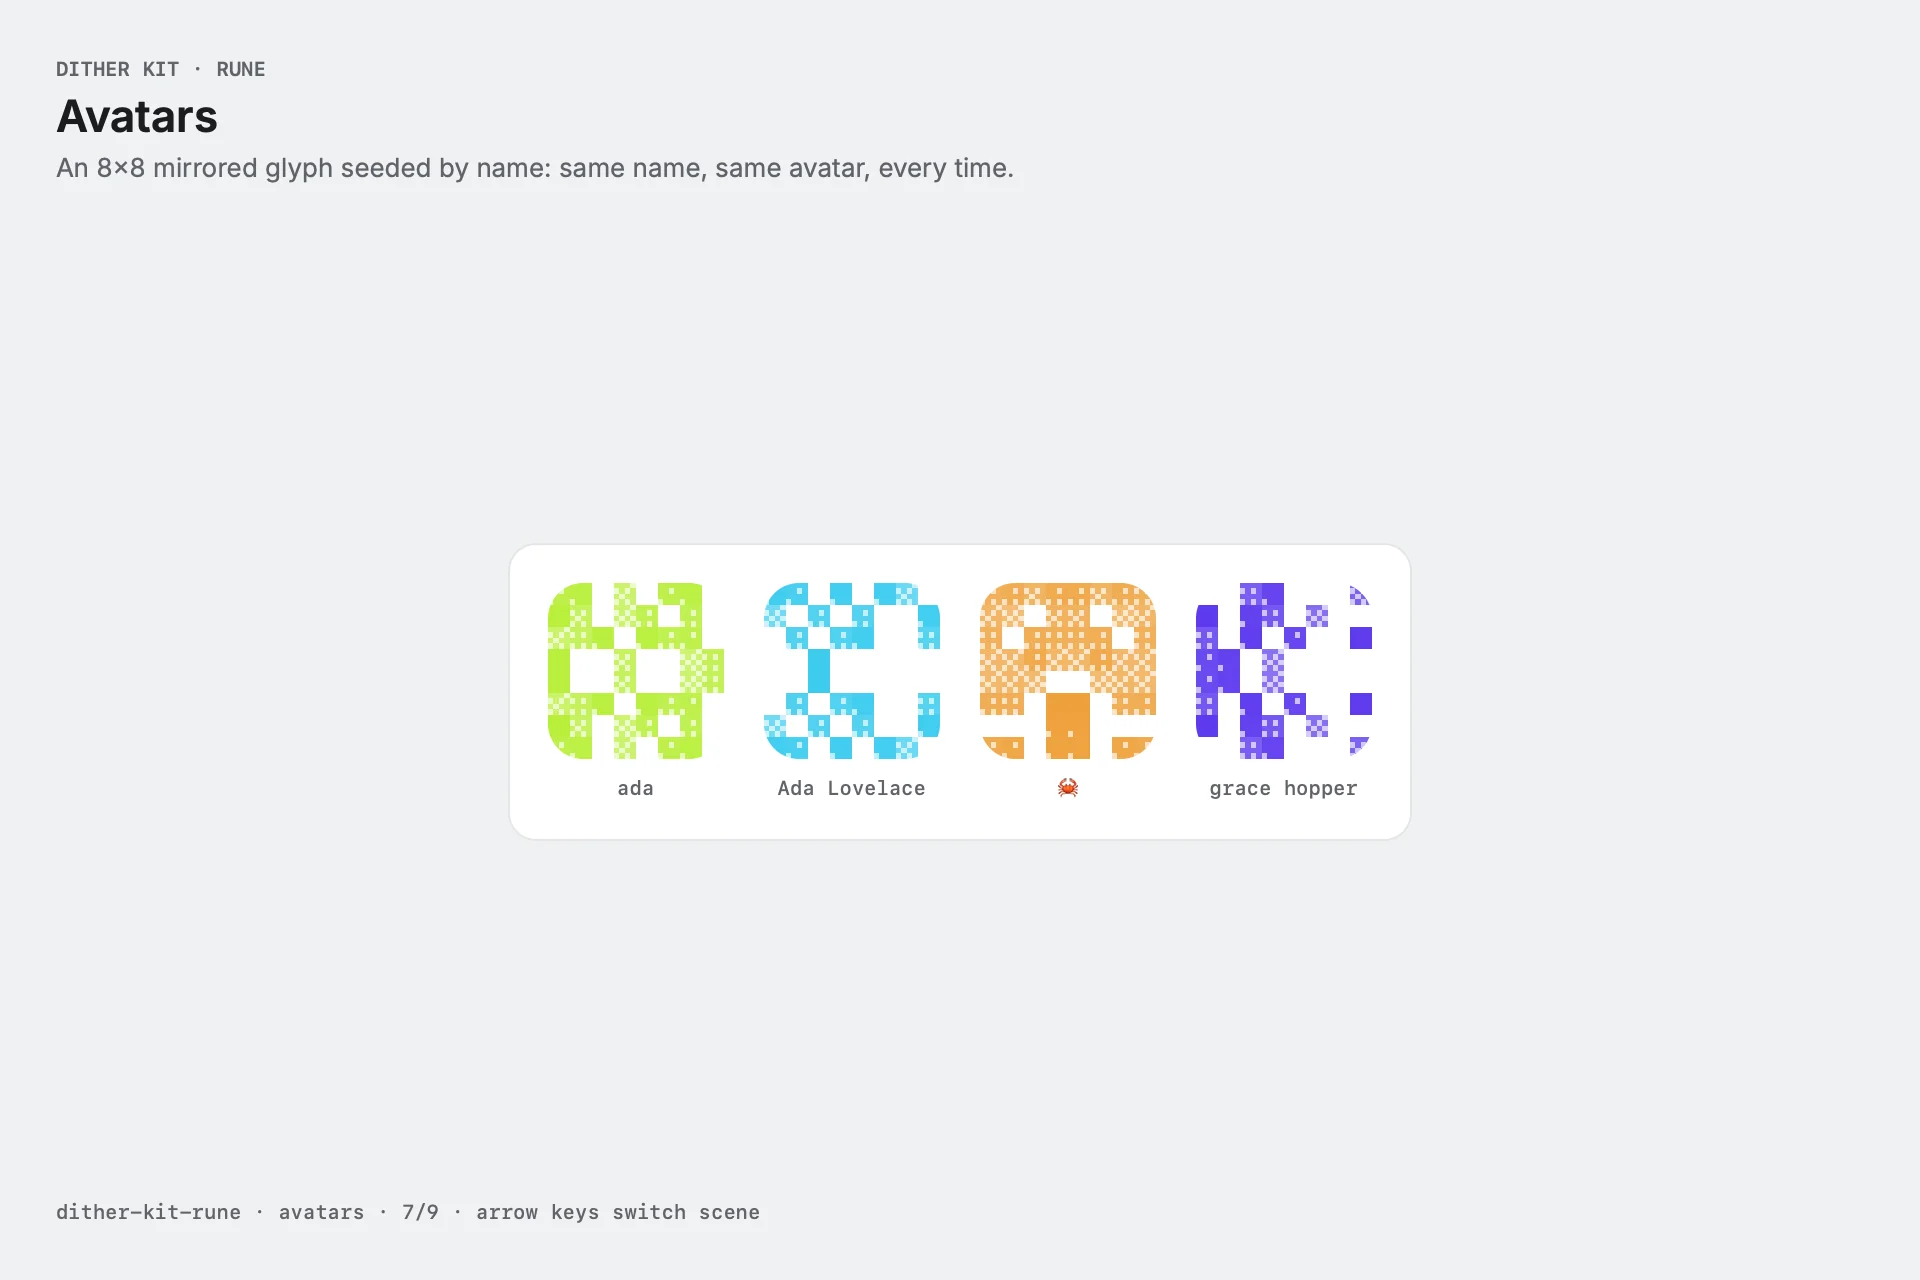 DITHER KIT · RUNE
Avatars
An 8×8 mirrored glyph seeded by name: same name, same avatar, every time.
ada
Ada Lovelace
🦀
grace hopper
dither-kit-rune · avatars · 7/9 · arrow keys switch scene